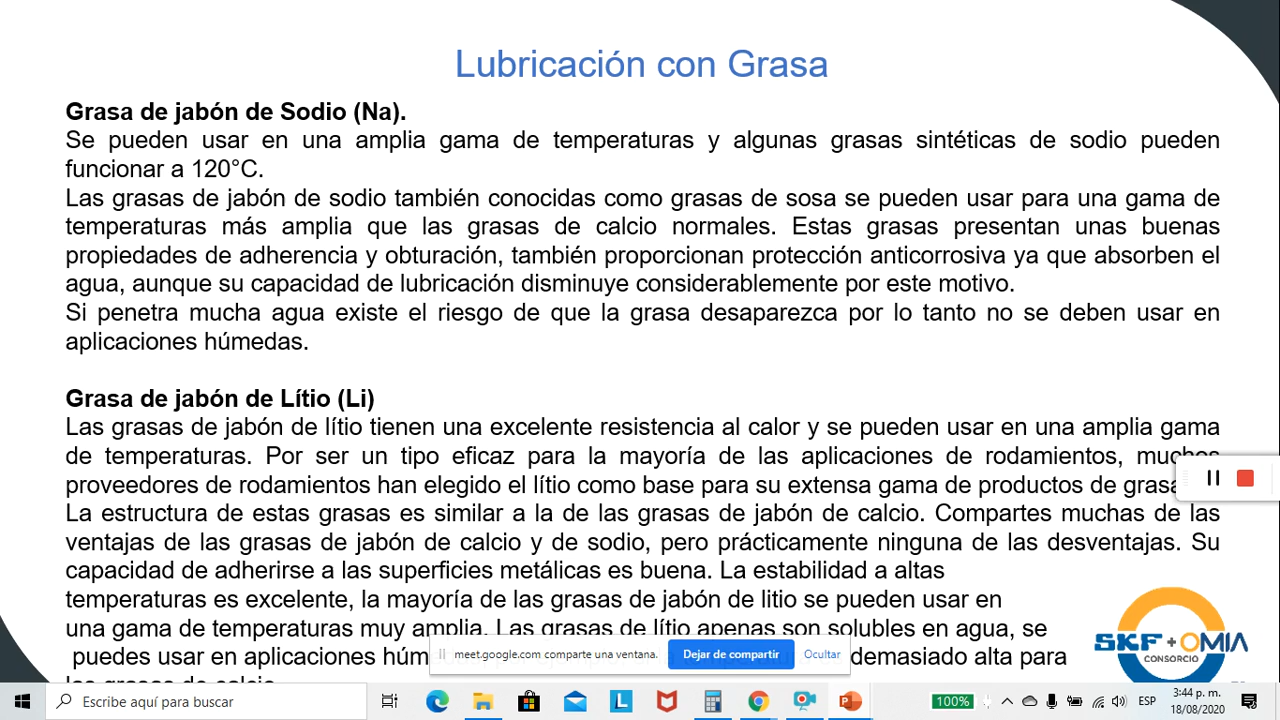 Lubricación con Grasa
Grasa de jabón de Sodio (Na).
Se pueden usar en una amplia gama de temperaturas y algunas grasas sintéticas de sodio pueden
funcionar a 120°C.
Las grasas de jabón de sodio también conocidas como grasas de sosa se pueden usar para una gama de
temperaturas más amplia que las grasas de calcio normales. Estas grasas presentan unas buenas
propiedades de adherencia y obturación, también proporcionan protección anticorrosiva ya que absorben el
agua, aunque su capacidad de lubricación disminuye considerablemente por este motivo.
Si penetra mucha agua existe el riesgo de que la grasa desaparezca por lo tanto no se deben usar en
aplicaciones húmedas.
Grasa de jabón de Lítio (Li)
Las grasas de jabón de lítio tienen una excelente resistencia al calor y se pueden usar en una amplia gama
de temperaturas. Por ser un tipo eficaz para la mayoría de las aplicaciones de rodamientos, muchos
proveedores de rodamientos han elegido el lítio como base para su extensa gama de productos de grasa
La estructura de estas grasas es similar a la de las grasas de jabón de calcio. Compartes muchas de las
ventajas de las grasas de jabón de calcio y de sodio, pero prácticamente ninguna de las desventajas. Su
capacidad de adherirse a las superficies metálicas es buena. La estabilidad a altas
temperaturas es excelente, la mayoría de las grasas de jabón de litio se pueden usar en
una gama de temperaturas muy amplia. Las grasas de lítio apenas son solubles en agua, se
puedes usar en aplicaciones húm demasiado alta para
las grasas de calcio
SKF+OMIA
CONSORCIO
meet.google.com comparte una ventana. Dejar de compartir Ocultar
Escribe aquí para buscar
100%
ESP
3:44 p. m.
18/08/2020